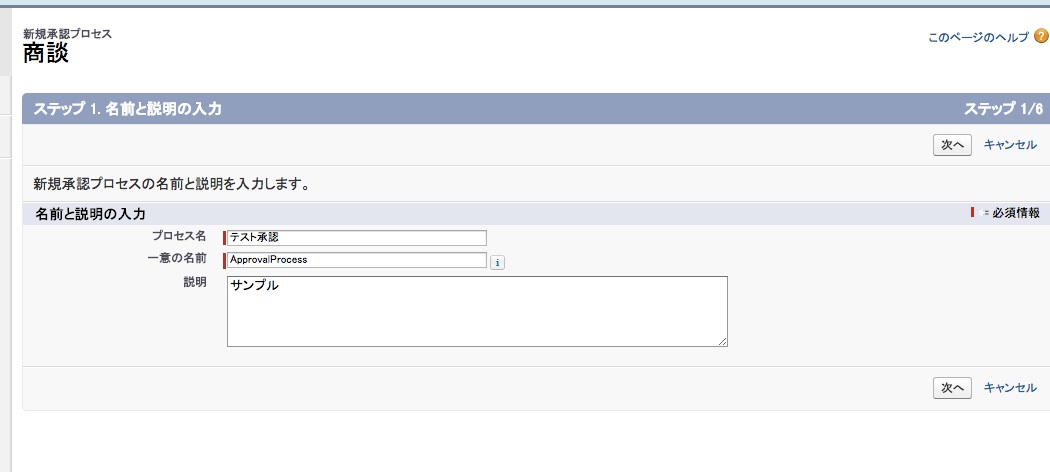 新規承認プロセス
商談
このページのヘルプ ?
ステップ 1. 名前と説明の入力 ステップ 1/6
次へ キャンセル
新規承認プロセスの名前と説明を入力します。
名前と説明の入力 = 必須情報
プロセス名 テスト承認
一意の名前 ApprovalProcess i
説明 サンプル
次へ キャンセル